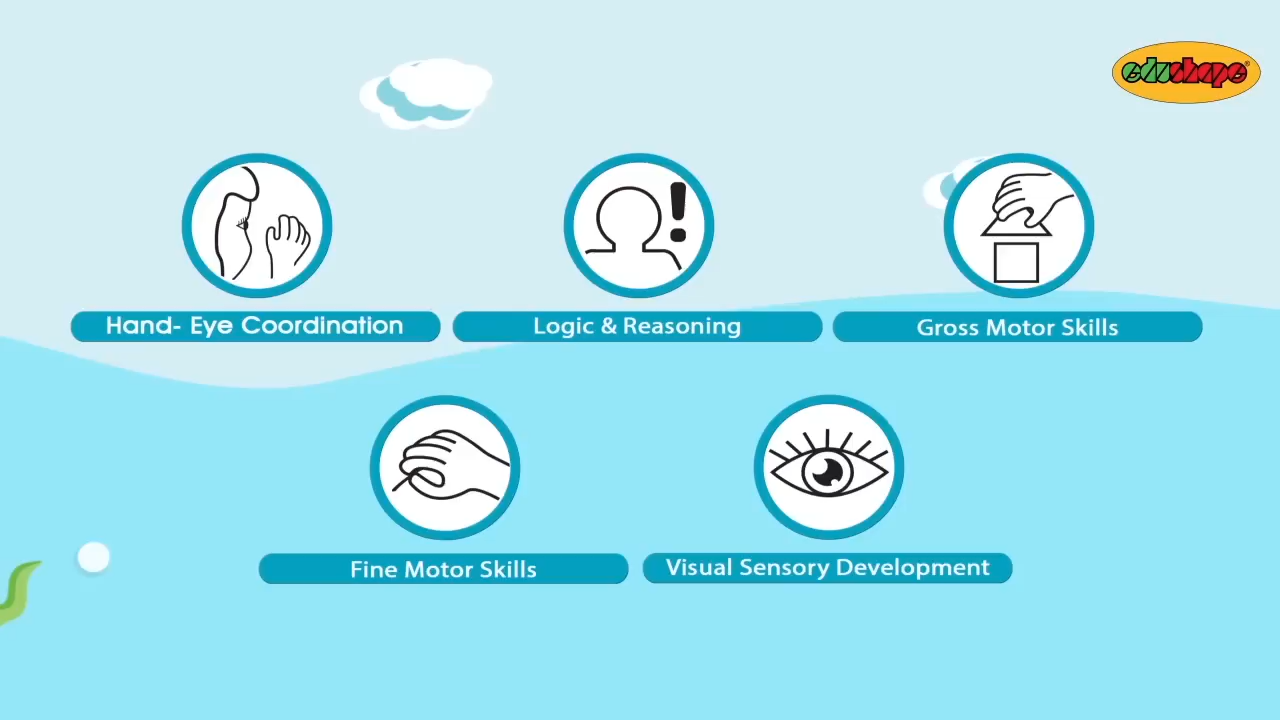 edushape®
Hand- Eye Coordination
Logic & Reasoning
Gross Motor Skills
Fine Motor Skills
Visual Sensory Development